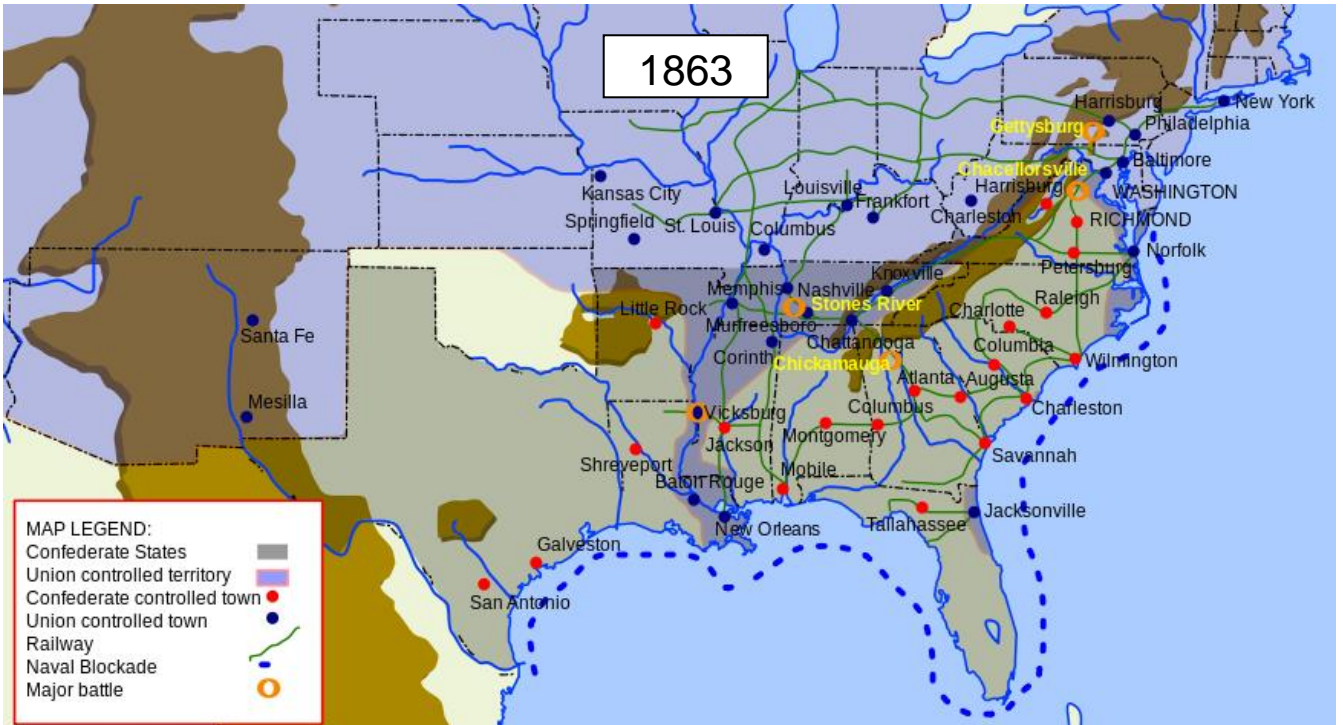 1863
Harrisburg
New York
Gettysburg
Philadelphia
Chacellorsville
Baltimore
Kansas City
Louisville
Harrisburg
WASHINGTON
Frankfort
Springfield
St. Louis
Columbus
Charleston
RICHMOND
Norfolk
Petersburg
Knoxville
Memphis
Nashville
Stones River
Raleigh
Little Rock
Murfreesboro
Charlotte
Santa Fe
Chattandoga
Columbia
Corinth
Wilmington
Chickamauga
Atlanta
Augusta
Mesilla
Vicksburg
Columbus
Charleston
Jackson
Montgomery
Shreveport
Savannah
Mobile
Baton Rouge
New Orleans
Tallahassee
Jacksonville
Galveston
San Antonio
MAP LEGEND:
Confederate States
Union controlled territory
Confederate controlled town
Union controlled town
Railway
Naval Blockade
Major battle